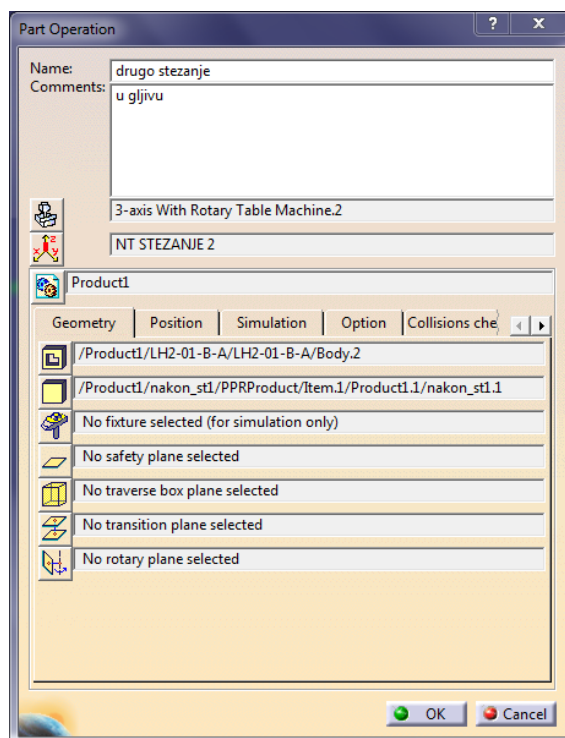 Part Operation
Name: drugo stezanje
Comments: u gljivu
3-axis With Rotary Table Machine.2
NT STEZANJE 2
Product1
Geometry Position Simulation Option Collisions che
/Product1/LH2-01-B-A/LH2-01-B-A/Body.2
/Product1/nakon_st1/PPRProduct/Item.1/Product1.1/nakon_st1.1
No fixture selected (for simulation only)
No safety plane selected
No traverse box plane selected
No transition plane selected
No rotary plane selected
OK Cancel